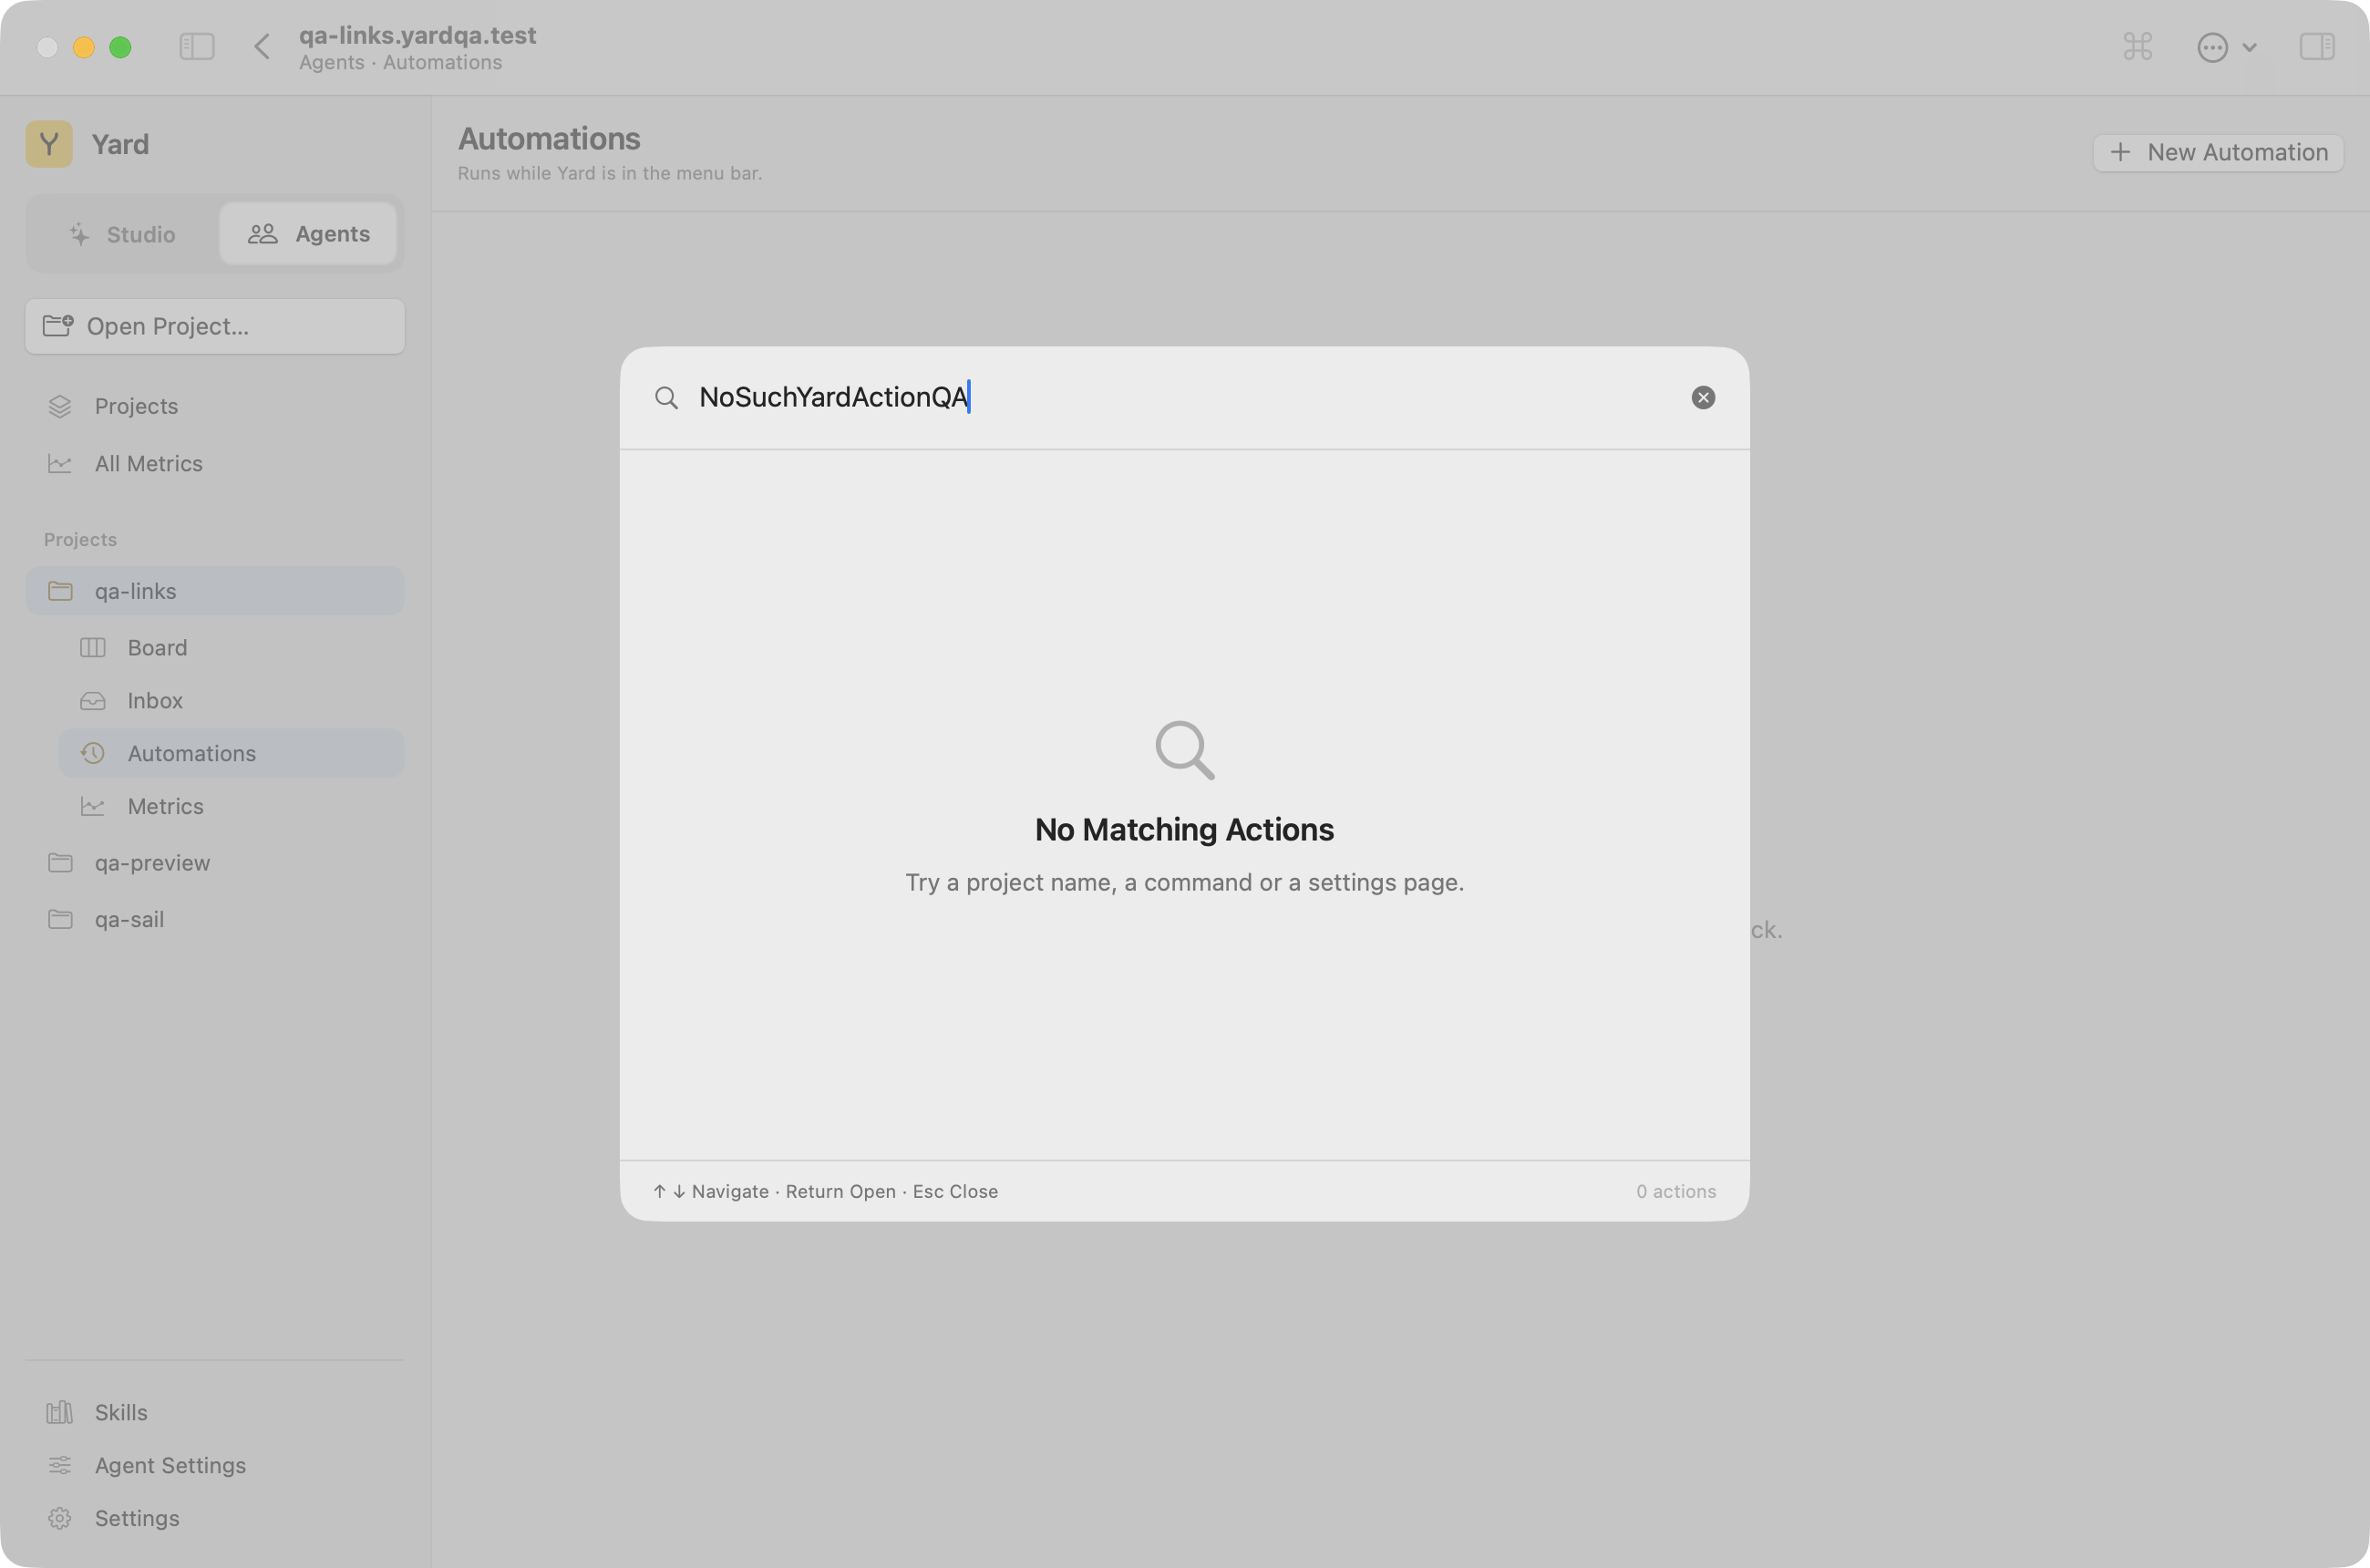 qa-links.yardqa.test
Agents · Automations
Y Yard
Studio
Agents
Open Project...
Projects
All Metrics
Projects
qa-links
Board
Inbox
Automations
Metrics
qa-preview
qa-sail
Skills
Agent Settings
Settings
Automations
Runs while Yard is in the menu bar.
New Automation
NoSuchYardActionQA
No Matching Actions
Try a project name, a command or a settings page.
ck.
↑ ↓ Navigate · Return Open · Esc Close
0 actions